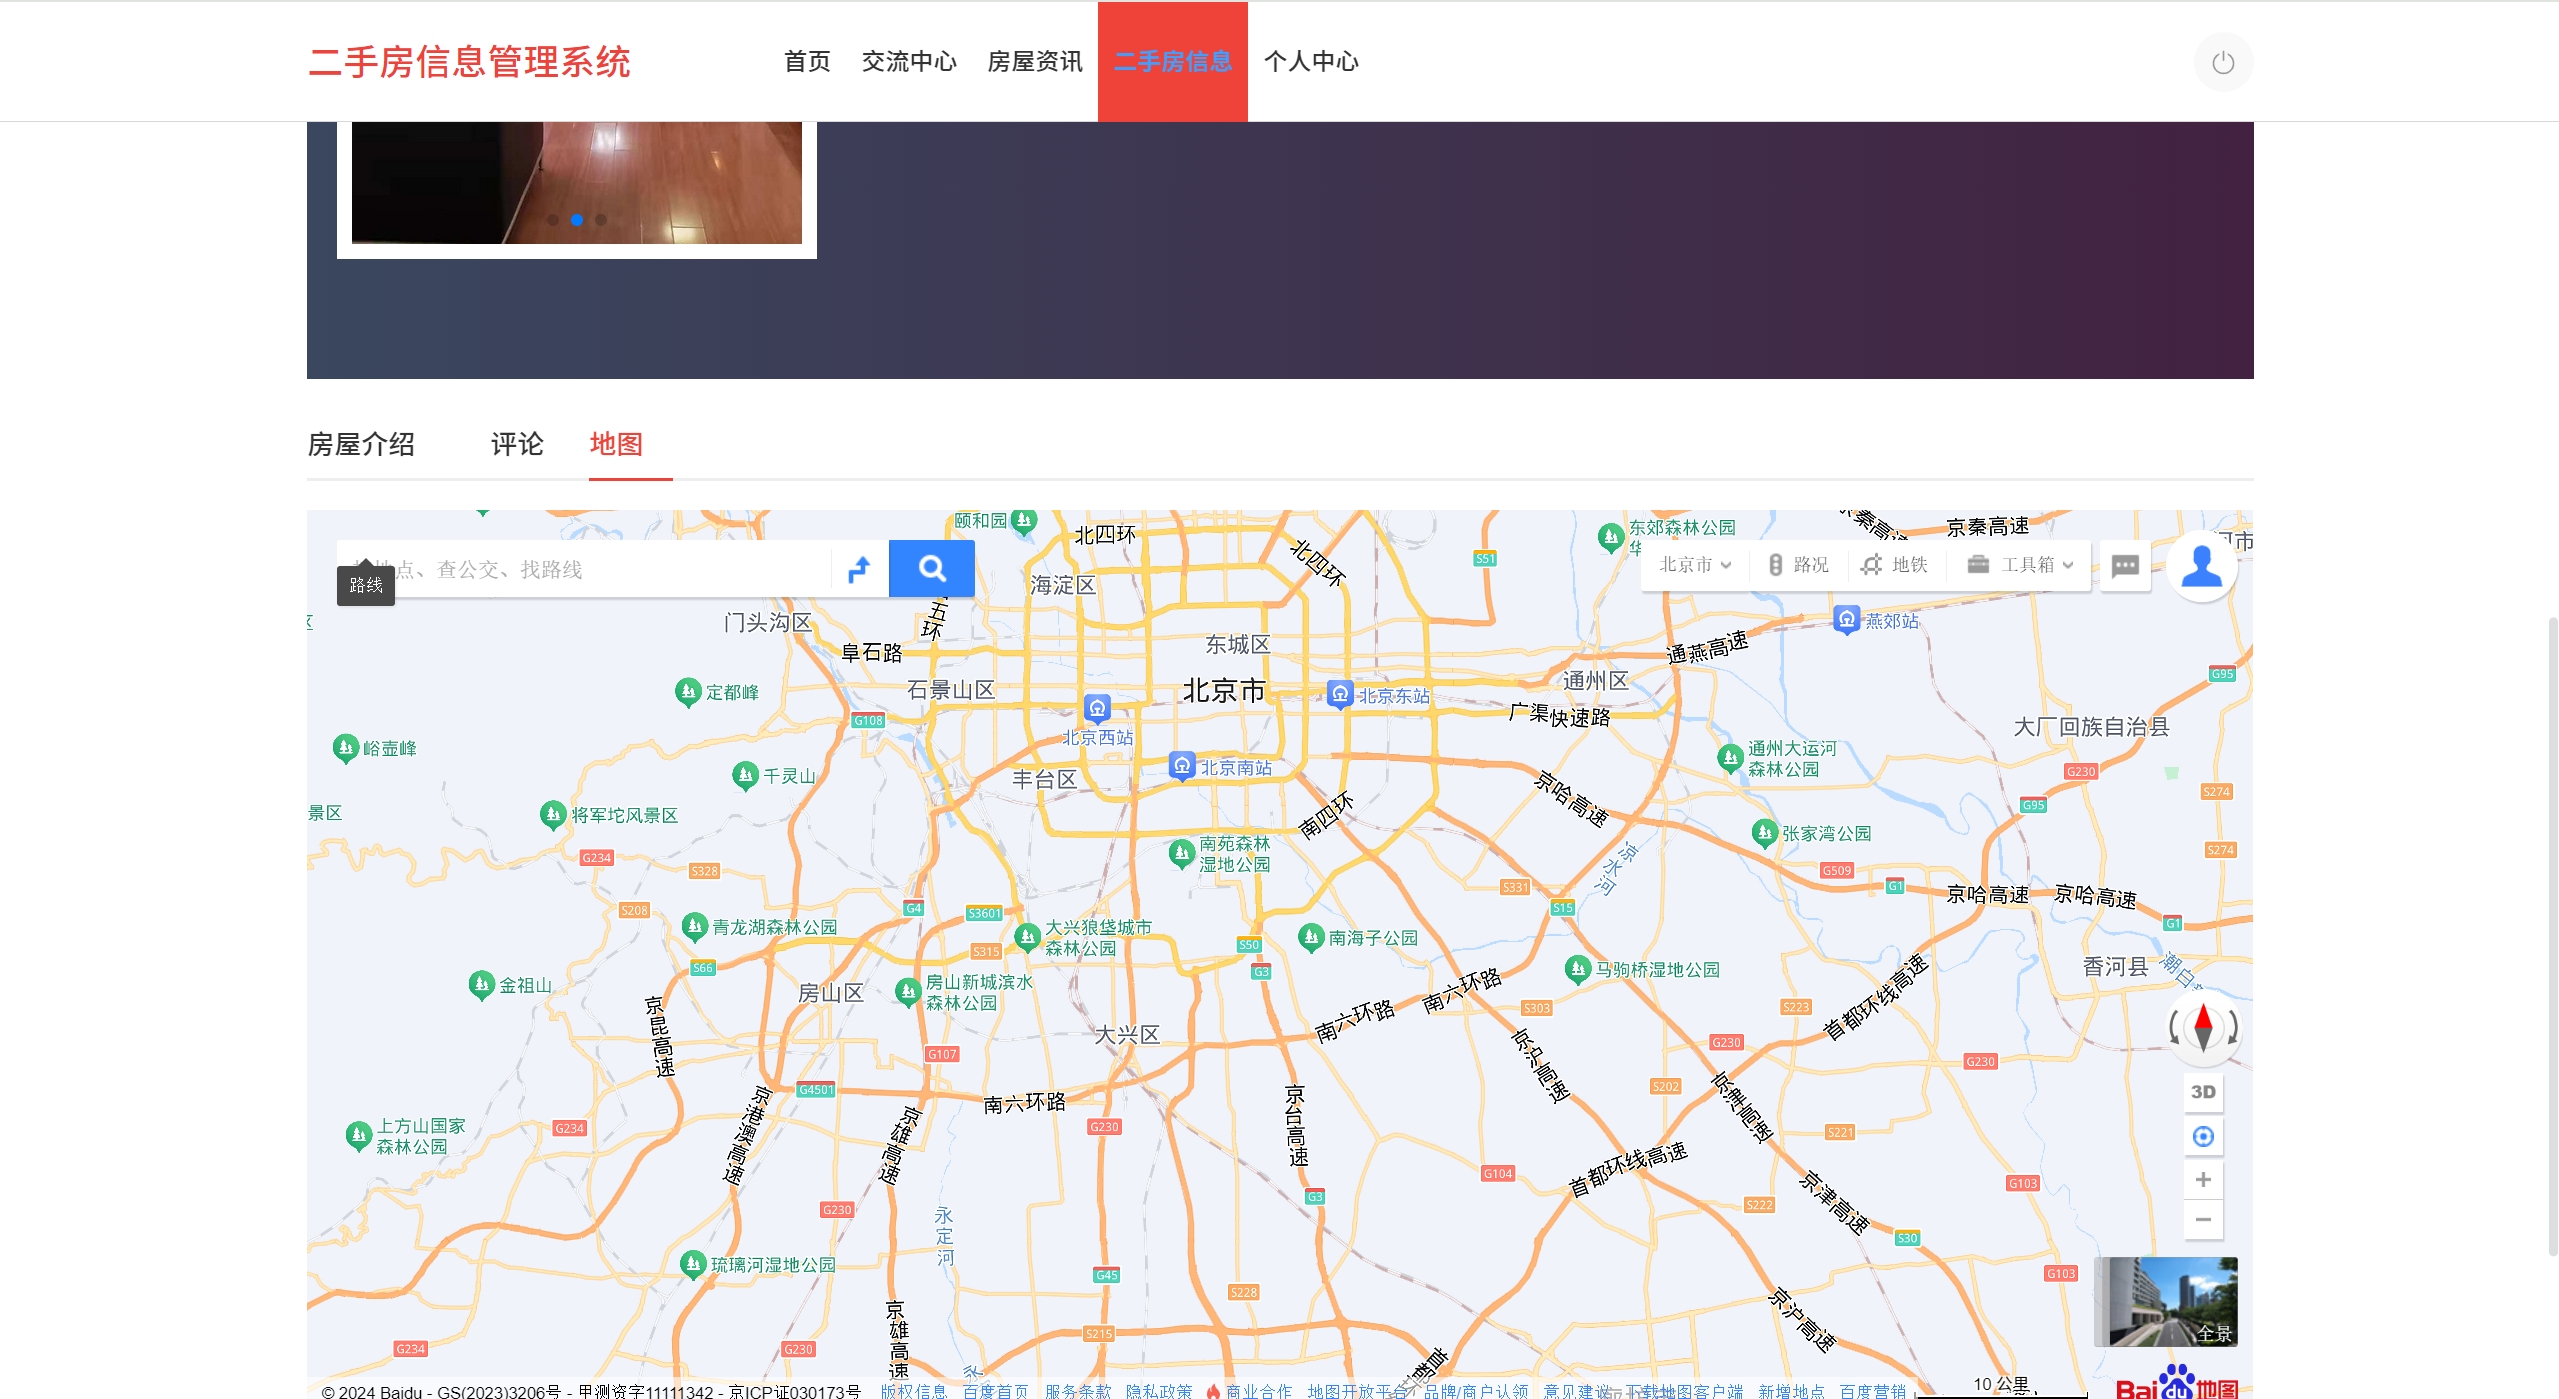 二手房信息管理系统
首页 交流中心 房屋资讯 二手房信息 个人中心
房屋介绍 评论 地图
地点、查公交、找路线
路线
北京市 路况 地铁 工具箱
颐和园
北四环
北四环
东郊森林公园
京秦高速
京秦高速
河市
S51
海淀区
五环
门头沟区
阜石路
东城区
通燕高速
燕郊站
石景山区
北京市
北京东站
通州区
G95
定都峰
G108
北京西站
广渠快速路
大厂回族自治县
峪壶峰
千灵山
丰台区
北京南站
通州大运河
森林公园
G230
S274
京哈高速
G95
景区
将军坨风景区
南四环
张家湾公园
南苑森林
湿地公园
凉水河
S274
G234
S328
G509
S331
G1
京哈高速
京哈高速
S208
G4
S3601
S15
G1
青龙湖森林公园
大兴狼垡城市
森林公园
S315
S50
南海子公园
G3
S66
马驹桥湿地公园
香河县
潮白
金祖山
房山区
房山新城滨水
森林公园
南六环路
南六环路
S303
S223
首都环线高速
京昆高速
大兴区
G107
京沪高速
G230
G230
G4501
京港澳高速
京雄高速
南六环路
京台高速
S202
京津高速
3D
上方山国家
森林公园
G234
G230
S221
首都环线高速
G104
京津高速
G103
G3
S222
G230
永定河
S30
琉璃河湿地公园
G45
S228
G103
京沪高速
京雄高速
S215
G234
G230
全景
10 公里
© 2024 Baidu - GS(2023)3206号 - 甲测资字11111342 - 京ICP证030173号 版权信息 百度首页 服务条款 隐私政策 商业合作 地图开放平台 品牌/商户认领 意见建议 下载地图客户端 新增地点 百度营销
Bai du 地图